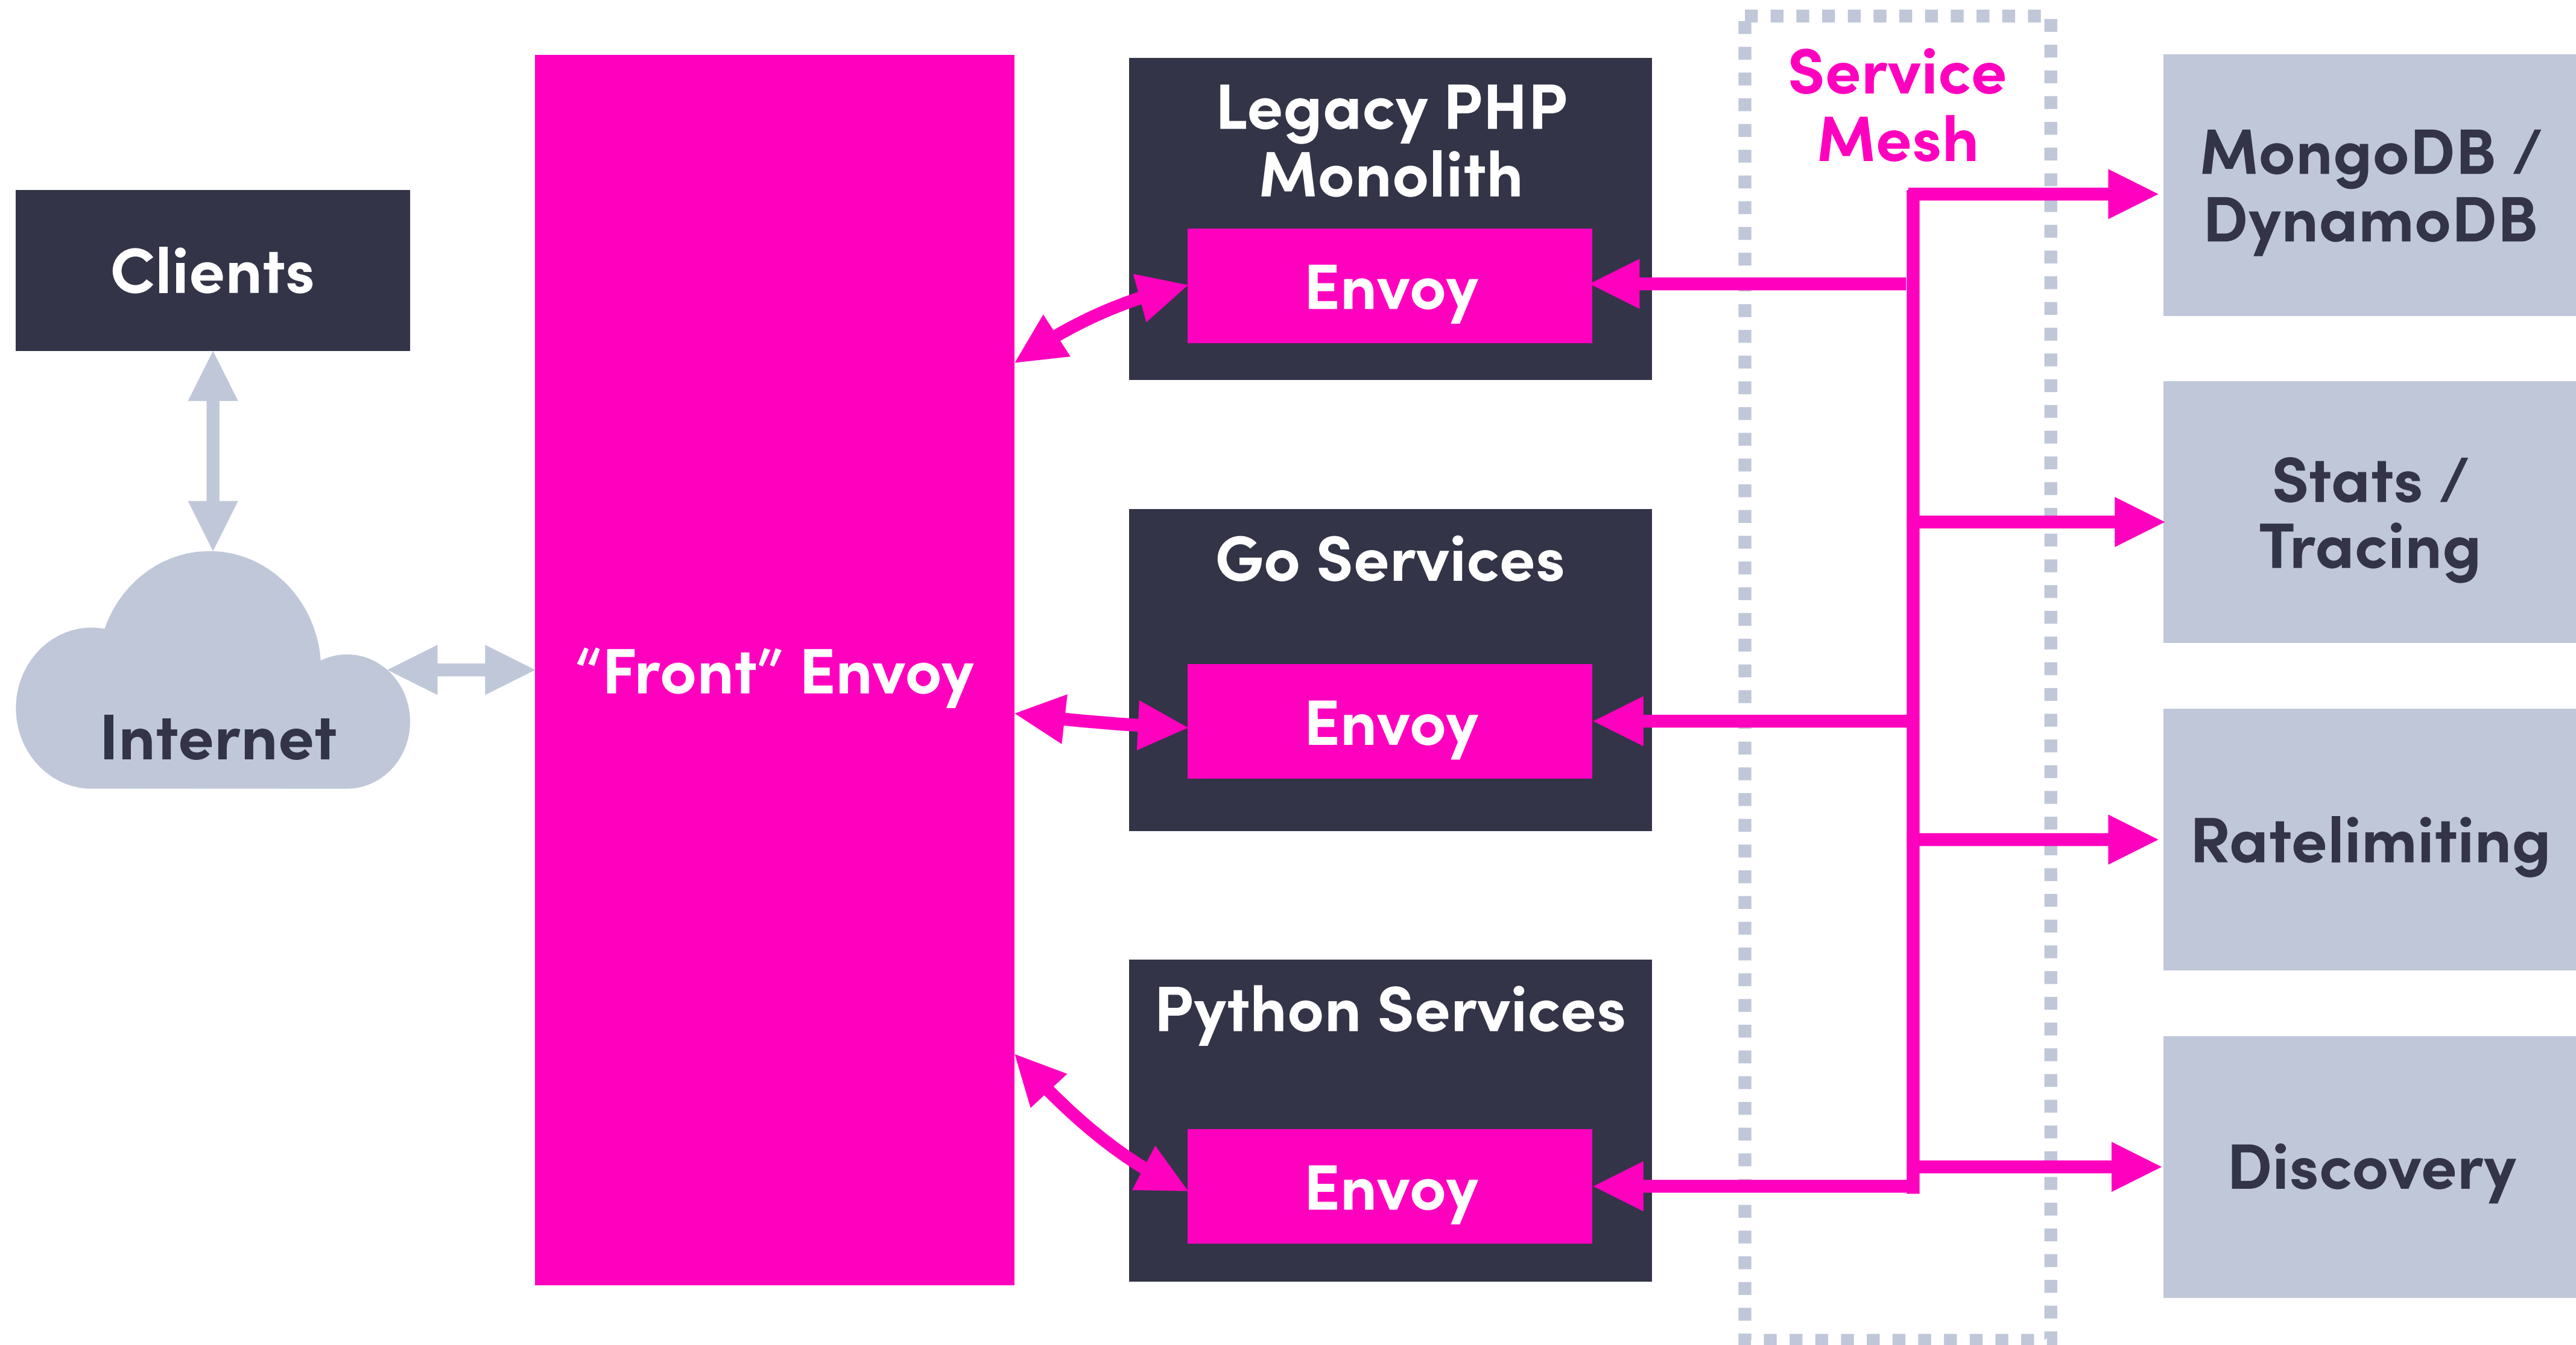 Clients
Internet
“Front” Envoy
Legacy PHP
Monolith
Envoy
Go Services
Envoy
Python Services
Envoy
Service
Mesh
MongoDB /
DynamoDB
Stats /
Tracing
Ratelimiting
Discovery